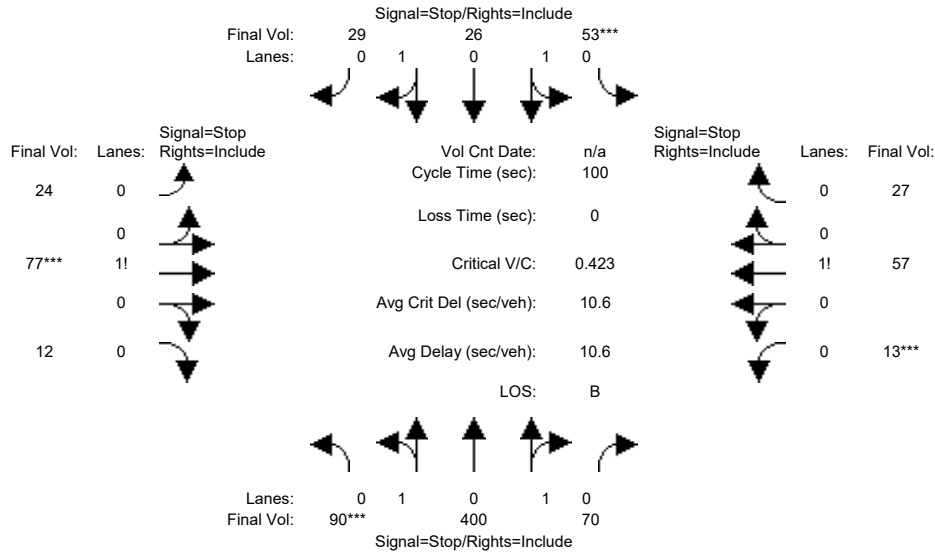 Signal=Stop/Rights=Include
Final Vol: 29 26 53***
Lanes: 0 1 0 1 0
Signal=Stop
Final Vol: Lanes: Rights=Include
Vol Cnt Date: n/a
Signal=Stop
Rights=Include Lanes: Final Vol:
Cycle Time (sec): 100
24 0
0 27
Loss Time (sec): 0
0
0
77*** 1!
Critical V/C: 0.423
1! 57
0
Avg Crit Del (sec/veh): 10.6
0
12 0
Avg Delay (sec/veh): 10.6
0 13***
LOS: B
Lanes: 0 1 0 1 0
Final Vol: 90*** 400 70
Signal=Stop/Rights=Include